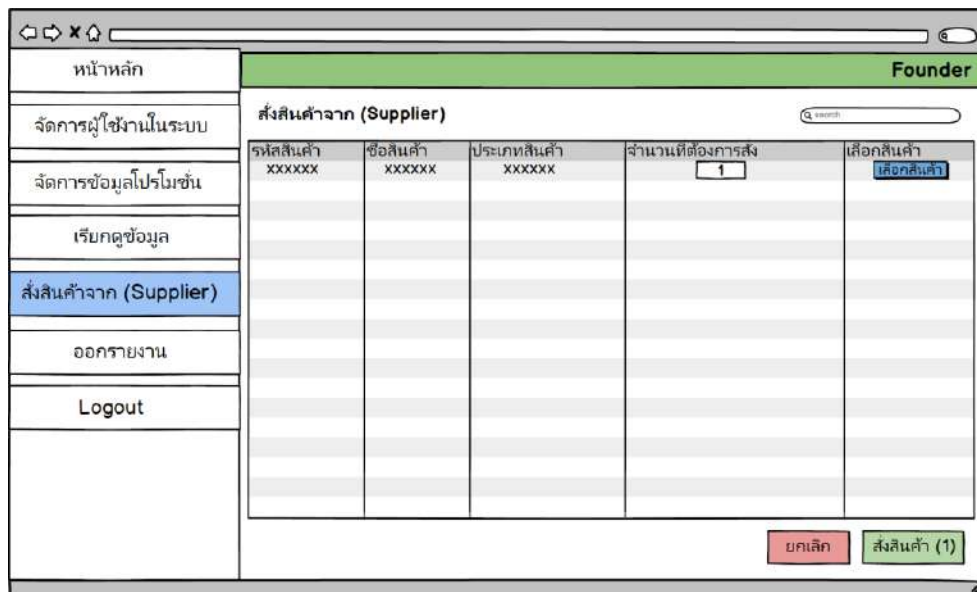 หน้าหลัก
Founder
จัดการผู้ใช้งานในระบบ
จัดการข้อมูลโปรโมชั่น
เรียกดูข้อมูล
สั่งสินค้าจาก (Supplier)
ออกรายงาน
Logout
สั่งสินค้าจาก (Supplier)
search
รหัสสินค้า ชื่อสินค้า ประเภทสินค้า จำนวนที่ต้องการสั่ง เลือกสินค้า
xxxxxx xxxxxx xxxxxx 1 เลือกสินค้า
ยกเลิก สั่งสินค้า (1)